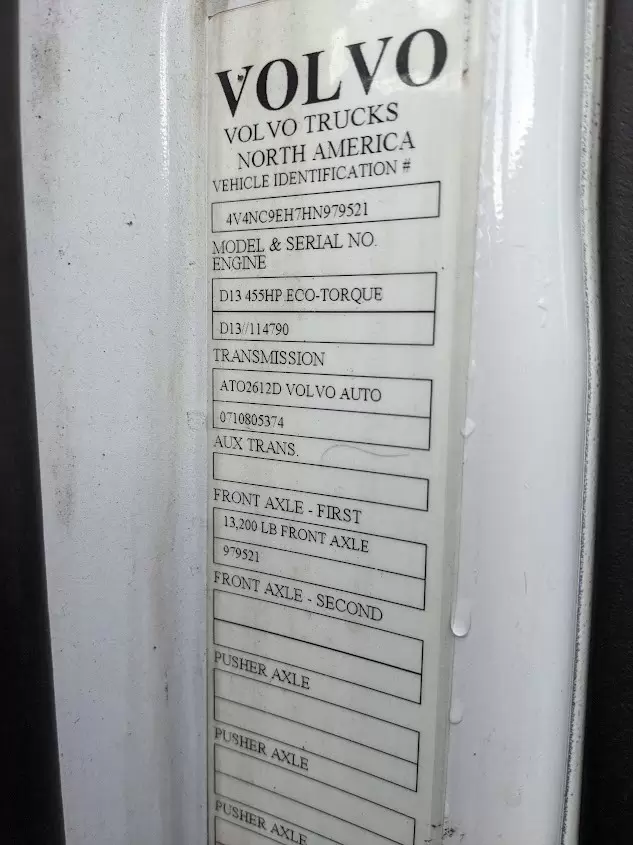 VOLVO
VOLVO TRUCKS
NORTH AMERICA
VEHICLE IDENTIFICATION #
4V4NC9EH7HN979521
MODEL & SERIAL NO.
ENGINE
D13 455HP ECO-TORQUE
D13//114790
TRANSMISSION
ATO2612D VOLVO AUTO
0710805374
AUX TRANS.
FRONT AXLE - FIRST
13,200 LB FRONT AXLE
979521
FRONT AXLE - SECOND
PUSHER AXLE
PUSHER AXLE
PUSHER AXLE